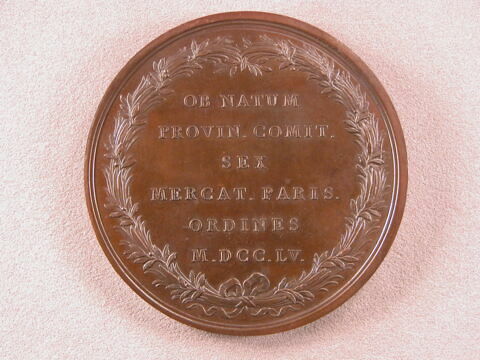 OB NATUM
PROVIN. COMIT.
SEX
MERCAT. PARIS.
ORDINES
M.DCC.LV.